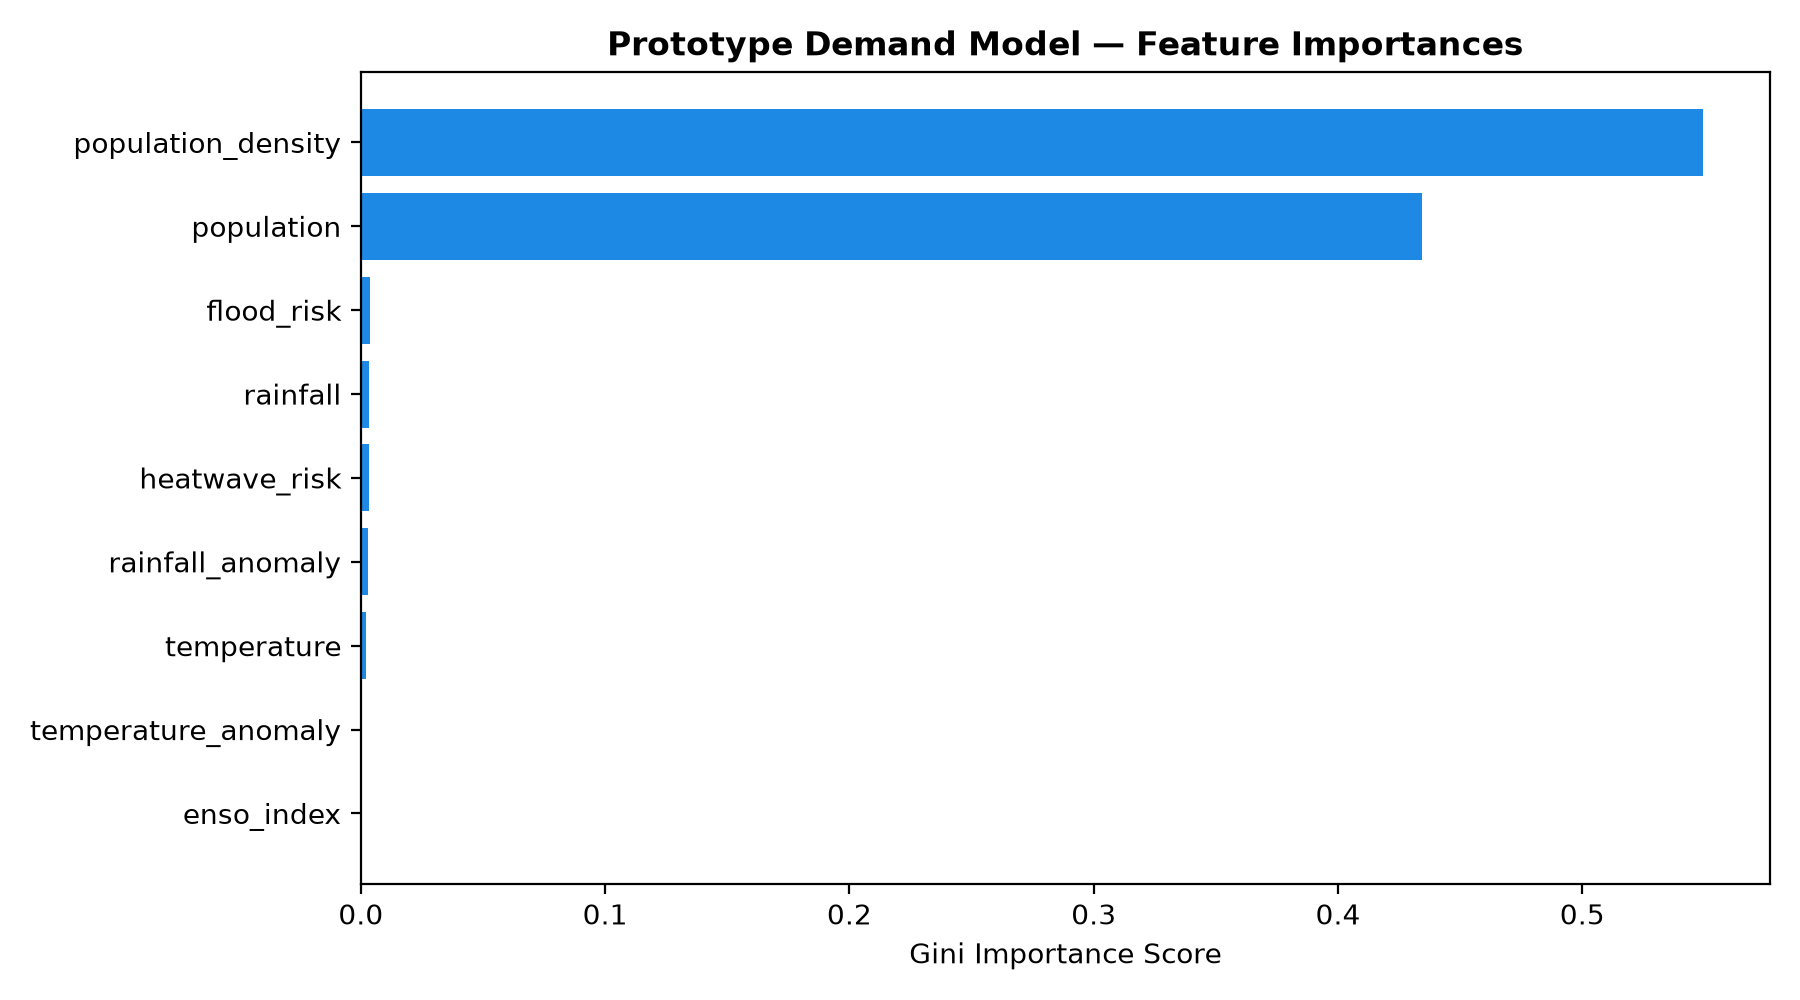 Prototype Demand Model — Feature Importances
population_density
population
flood_risk
rainfall
heatwave_risk
rainfall_anomaly
temperature
temperature_anomaly
enso_index
0.0 0.1 0.2 0.3 0.4 0.5
Gini Importance Score